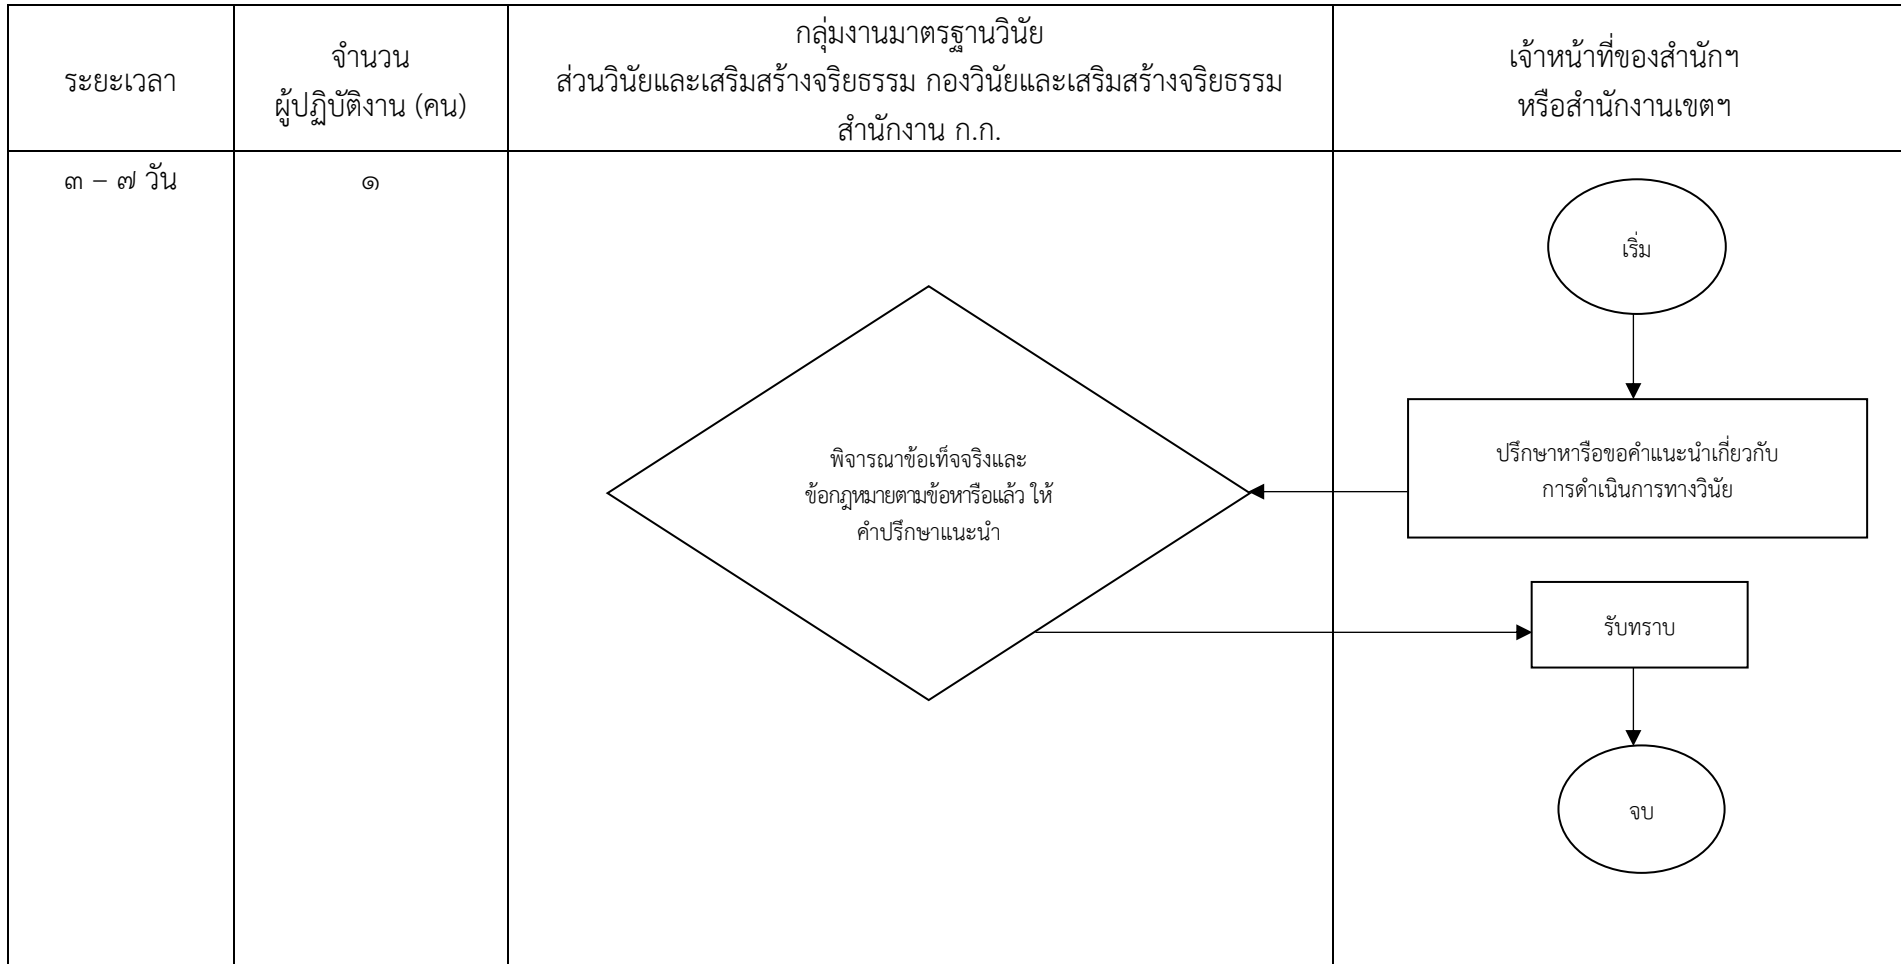 ระยะเวลา
จำนวน
ผู้ปฏิบัติงาน (คน)
กลุ่มงานมาตรฐานวินัย
ส่วนวินัยและเสริมสร้างจริยธรรม กองวินัยและเสริมสร้างจริยธรรม
สำนักงาน ก.ก.
เจ้าหน้าที่ของสำนักฯ
หรือสำนักงานเขตฯ
๓ – ๗ วัน
๑
เริ่ม
ปรึกษาหารือขอคำแนะนำเกี่ยวกับ
การดำเนินการทางวินัย
พิจารณาข้อเท็จจริงและ
ข้อกฎหมายตามข้อหารือแล้ว ให้
คำปรึกษาแนะนำ
รับทราบ
จบ